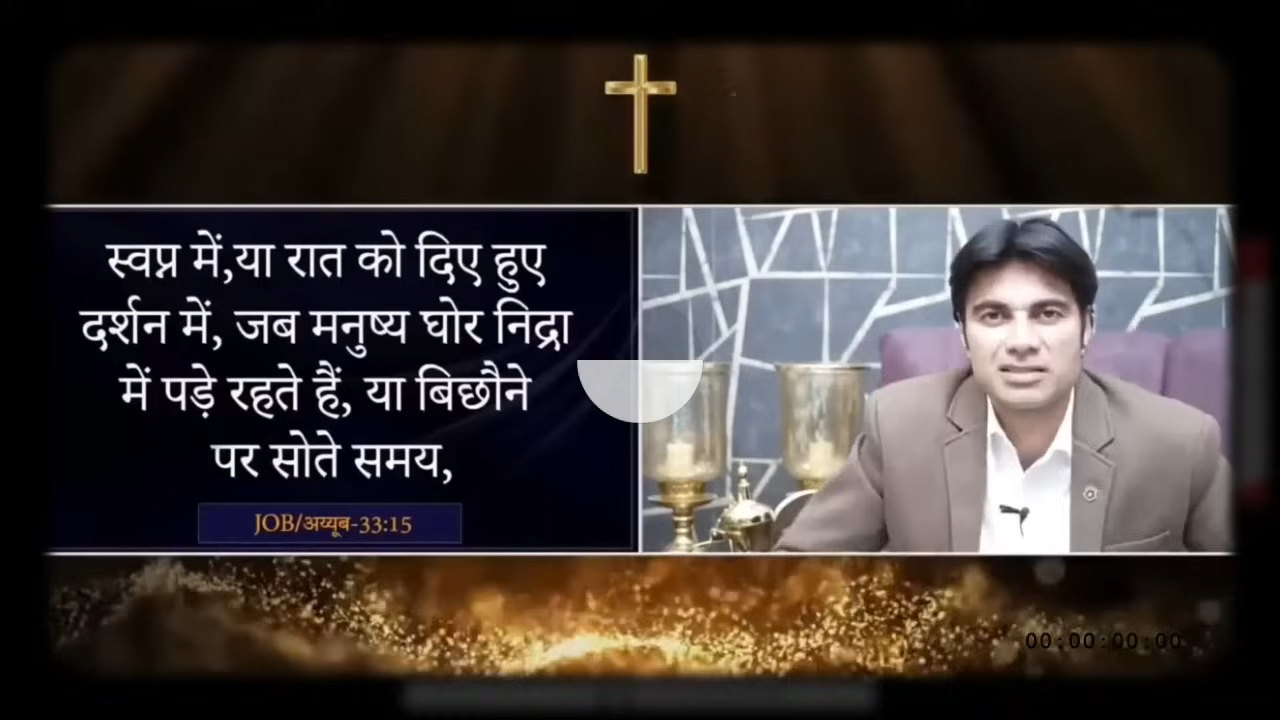 स्वप्न में,या रात को दिए हुए
दर्शन में, जब मनुष्य घोर निद्रा
में पड़े रहते हैं, या बिछौने
पर सोते समय,
JOB/अय्यूब-33:15
00:00:00:00